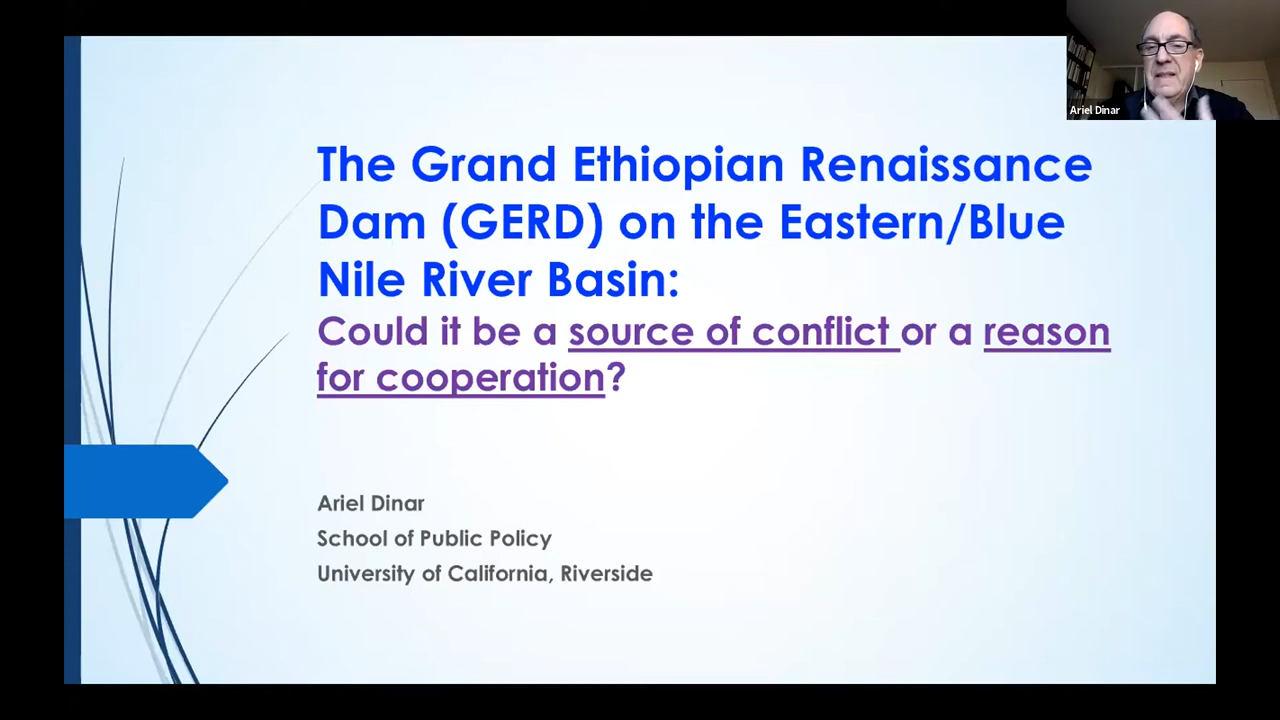 Ariel Dinar
The Grand Ethiopian Renaissance
Dam (GERD) on the Eastern/Blue
Nile River Basin:
Could it be a source of conflict or a reason
for cooperation?
Ariel Dinar
School of Public Policy
University of California, Riverside